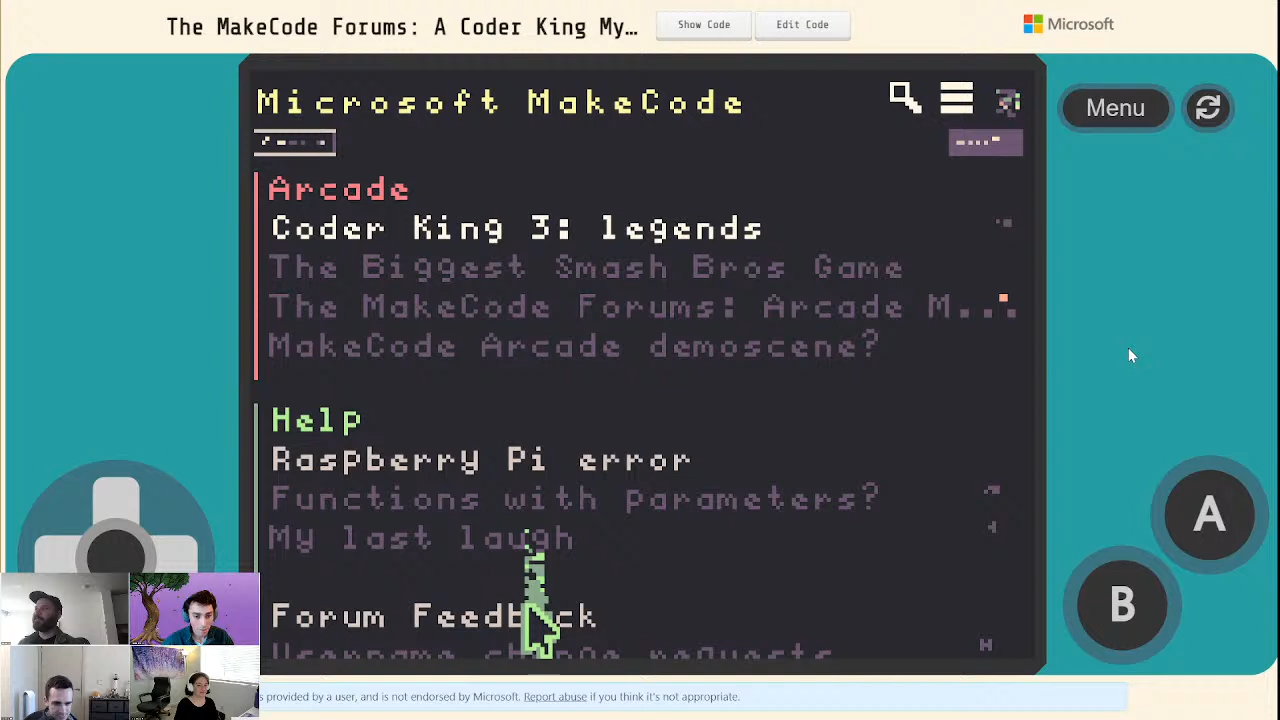 The MakeCode Forums: A Coder King My…
Show Code
Edit Code
Microsoft
Microsoft MakeCode
Menu
Arcade
Coder King 3: legends
The Biggest Smash Bros Game
The MakeCode Forums: Arcade M...
MakeCode Arcade demoscene?
Help
Raspberry Pi error
Functions with parameters?
My last laugh
A
B
Forum Feedback
Username change requests
s provided by a user, and is not endorsed by Microsoft. Report abuse if you think it's not appropriate.